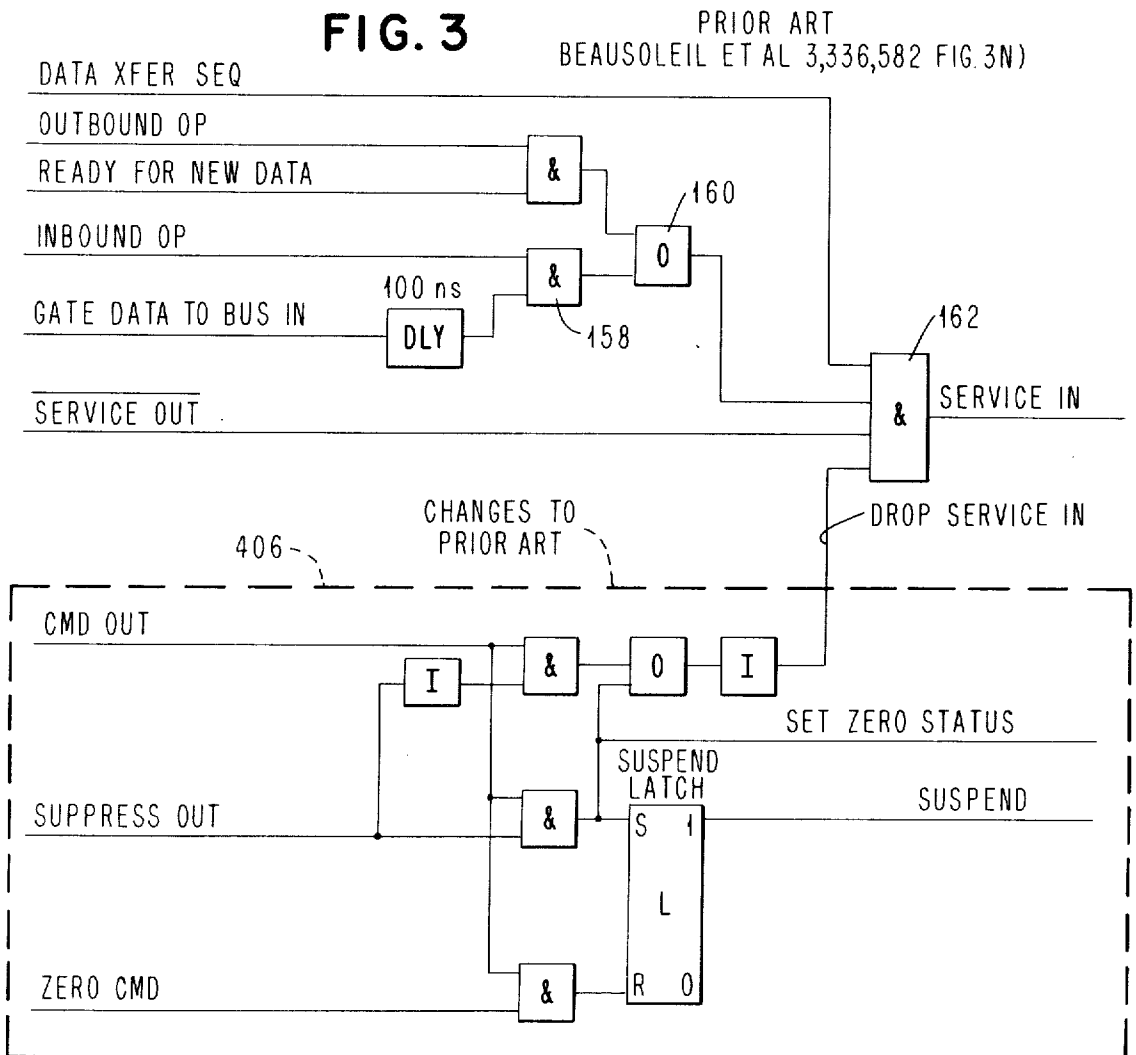 FIG. 3
PRIOR ART
BEAUSOLEIL ET AL 3,336,582 FIG. 3N)
DATA XFER SEQ
OUTBOUND OP
READY FOR NEW DATA
&
160
INBOUND OP
&
O
100 ns
GATE DATA TO BUS IN
DLY
158
162
SERVICE OUT
&
SERVICE IN
DROP SERVICE IN
CHANGES TO
PRIOR ART
406
CMD OUT
&
O
I
I
SET ZERO STATUS
SUSPEND
LATCH
SUPPRESS OUT
&
S 1
SUSPEND
L
ZERO CMD
&
R 0